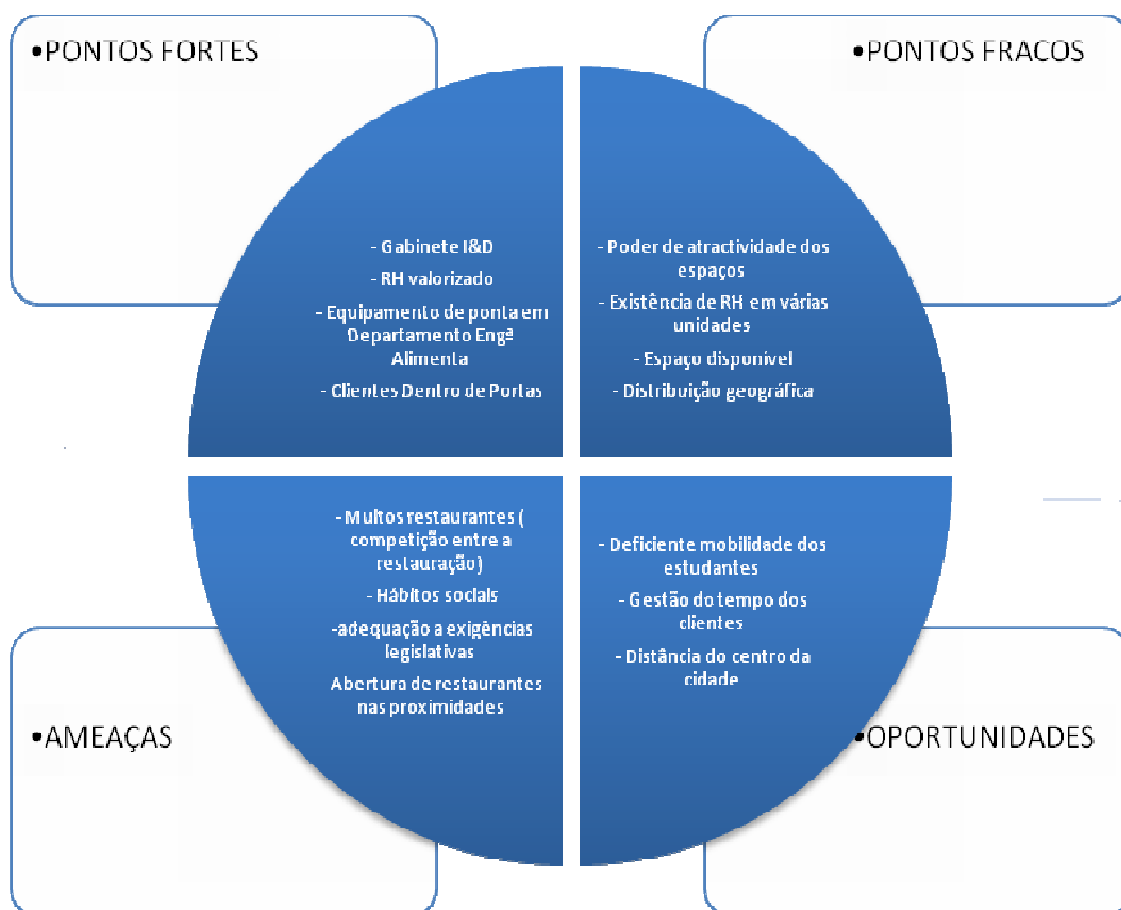 •PONTOS FORTES
•PONTOS FRACOS
- Gabinete I&D
- RH valorizado
- Equipamento de ponta em
Departamento Engª
Alimenta
- Clientes Dentro de Portas
- Poder de atractividade dos
espaços
- Existência de RH em várias
unidades
- Espaço disponível
- Distribuição geográfica
- Muitos restaurantes (
competição entre a
restauração)
- Hábitos sociais
-adequação a exigências
legislativas
Abertura de restaurantes
nas proximidades
- Deficiente mobilidade dos
estudantes
- Gestão do tempo dos
clientes
- Distância do centro da
cidade
•AMEAÇAS
•OPORTUNIDADES